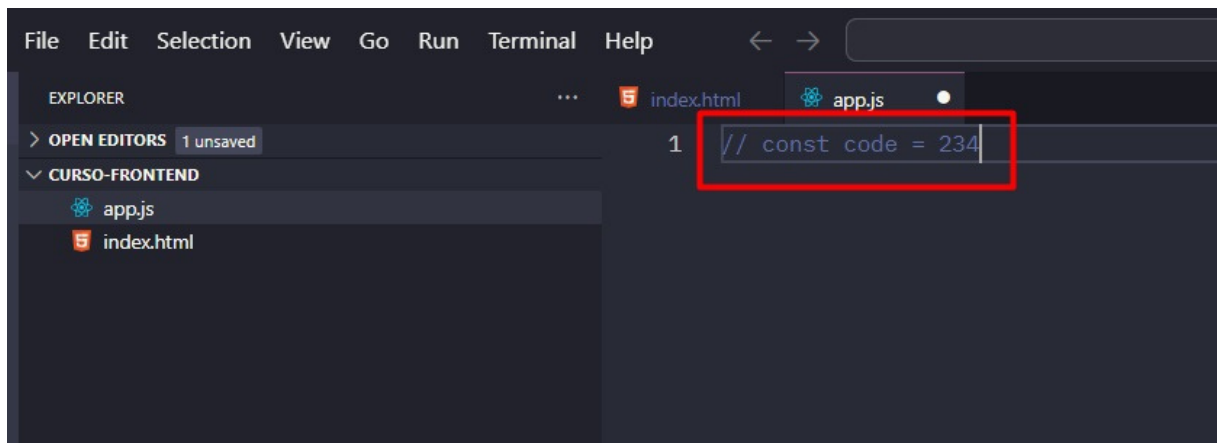 File Edit Selection View Go Run Terminal Help
EXPLORER
OPEN EDITORS 1 unsaved
CURSO-FRONTEND
app.js
index.html
index.html app.js
1 // const code = 234